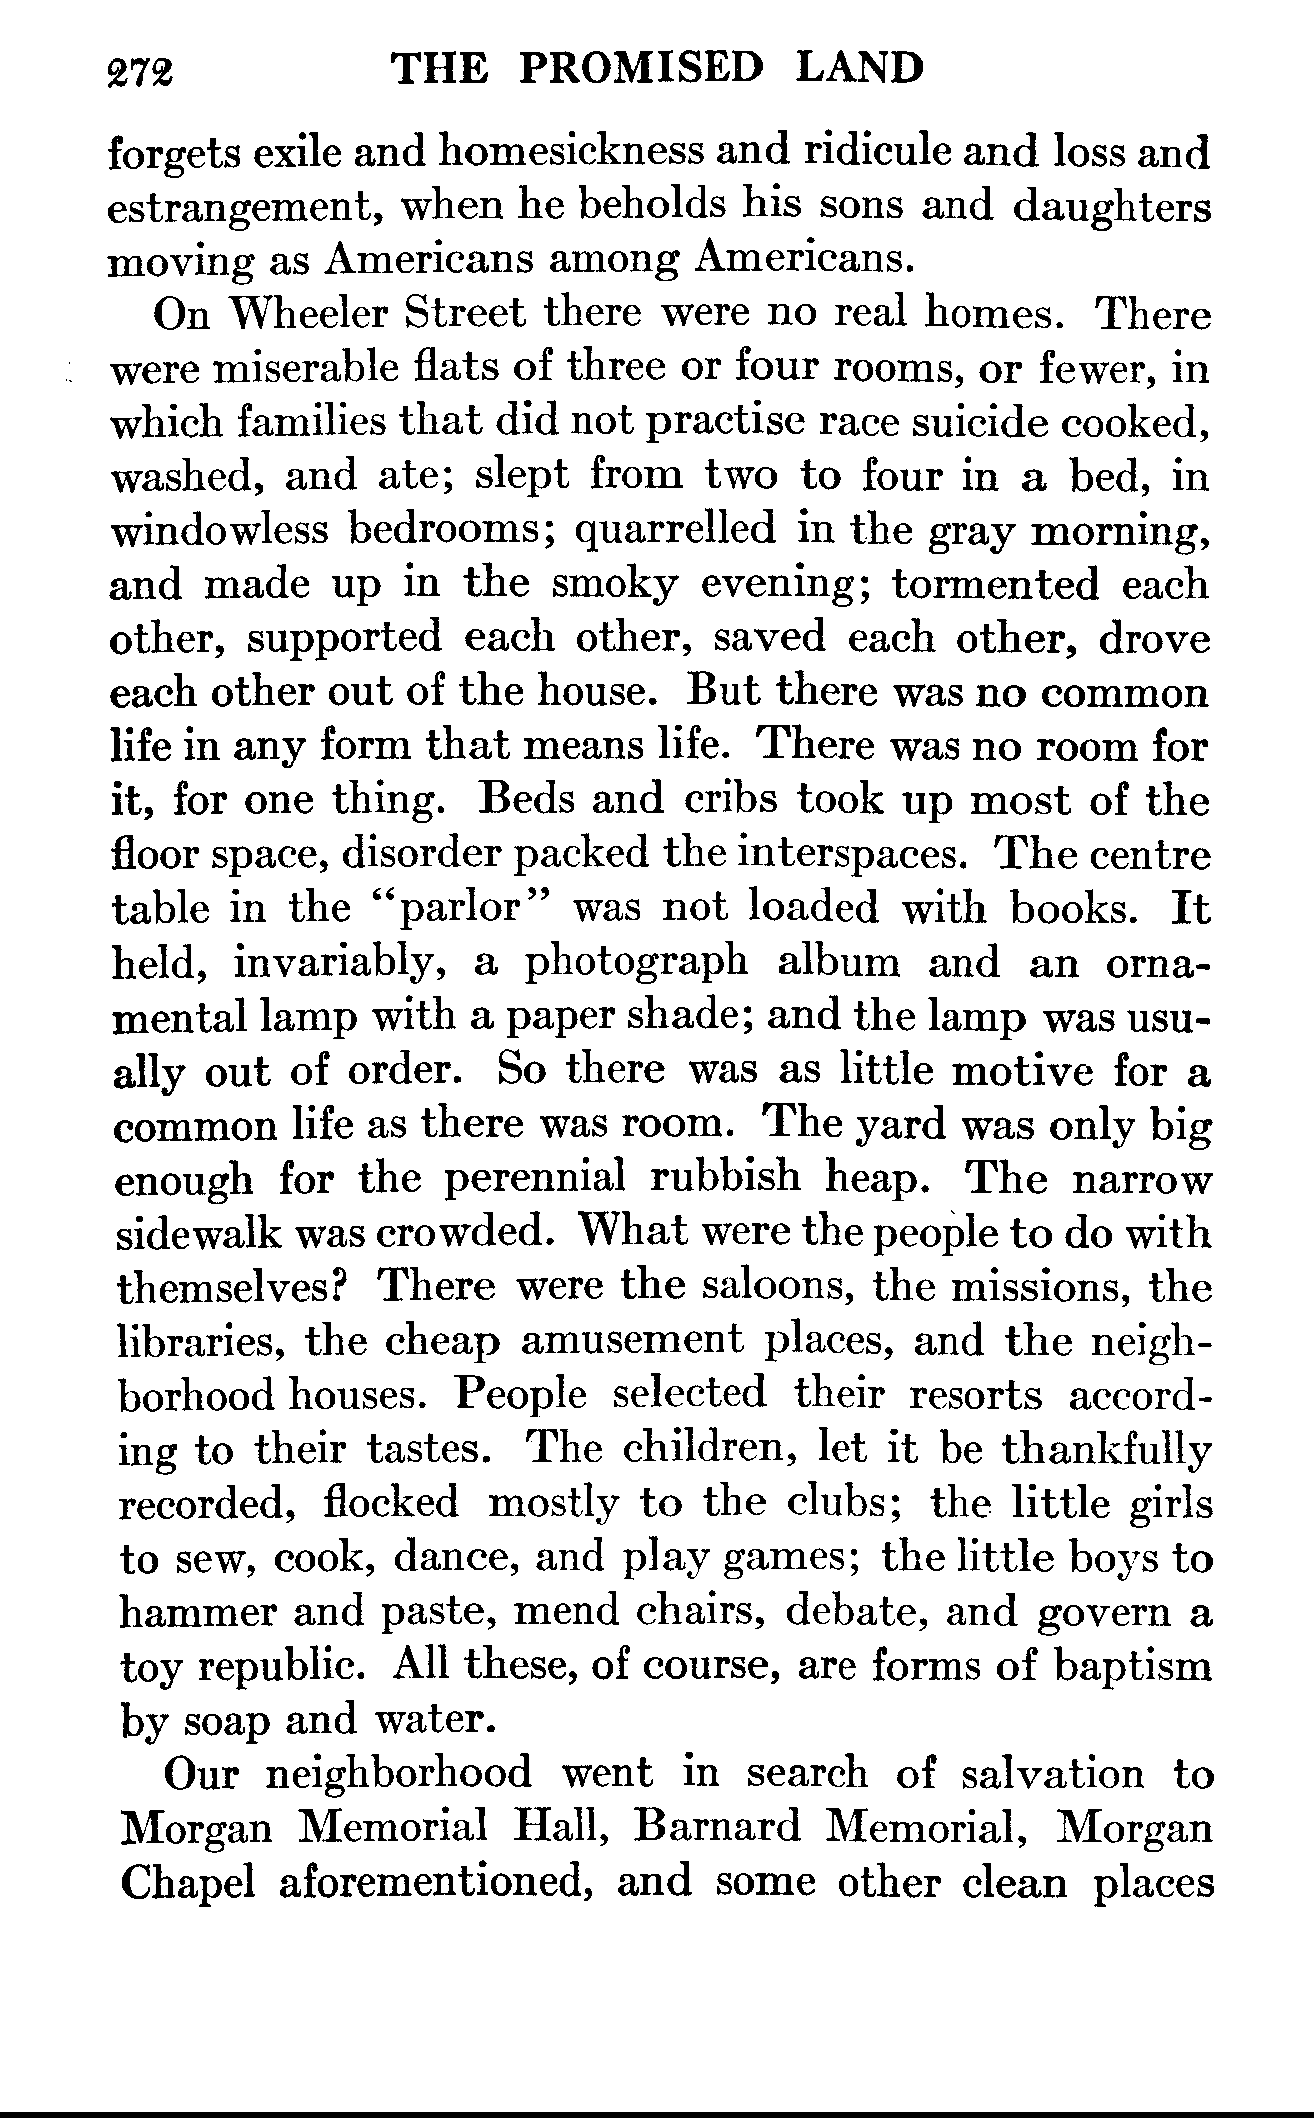 272 THE PROMISED LAND
forgets exile and homesickness and ridicule and loss and
estrangement, when he beholds his sons and daughters
moving as Americans among Americans.
On Wheeler Street there were no real homes. There
were miserable flats of three or four rooms, or fewer, in
which families that did not practise race suicide cooked,
washed, and ate; slept from two to four in a bed, in
windowless bedrooms; quarrelled in the gray morning,
and made up in the smoky evening; tormented each
other, supported each other, saved each other, drove
each other out of the house. But there was no common
life in any form that means life. There was no room for
it, for one thing. Beds and cribs took up most of the
floor space, disorder packed the interspaces. The centre
table in the “parlor” was not loaded with books. It
held, invariably, a photograph album and an orna-
mental lamp with a paper shade; and the lamp was usu-
ally out of order. So there was as little motive for a
common life as there was room. The yard was only big
enough for the perennial rubbish heap. The narrow
sidewalk was crowded. What were the people to do with
themselves? There were the saloons, the missions, the
libraries, the cheap amusement places, and the neigh-
borhood houses. People selected their resorts accord-
ing to their tastes. The children, let it be thankfully
recorded, flocked mostly to the clubs; the little girls
to sew, cook, dance, and play games; the little boys to
hammer and paste, mend chairs, debate, and govern a
toy republic. All these, of course, are forms of baptism
by soap and water.
Our neighborhood went in search of salvation to
Morgan Memorial Hall, Barnard Memorial, Morgan
Chapel aforementioned, and some other clean places